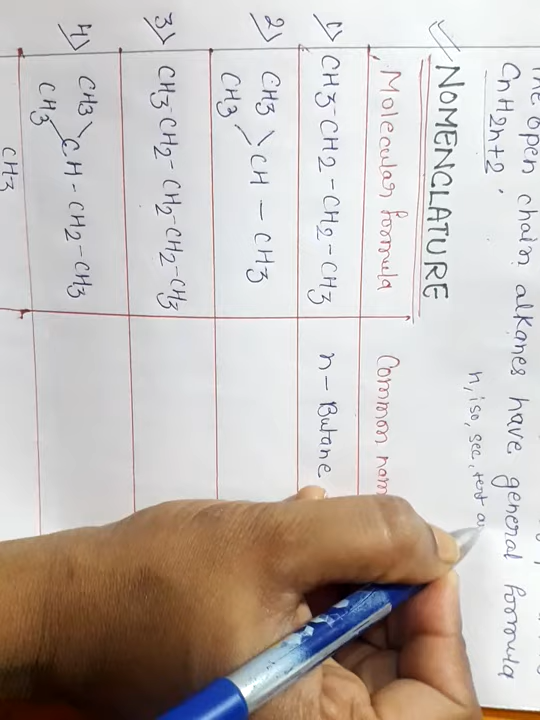 The open chain alkanes have general formula
CnH2n+2.
n, iso, sec, tert
NOMENCLATURE
Molecular formula Common
1) CH3-CH2-CH2-CH3 n-Butane
2) CH3
CH3 > CH - CH3
3) CH3-CH2-CH2-CH2-CH3
4) CH3
CH3 > CH-CH2-CH3
CH3